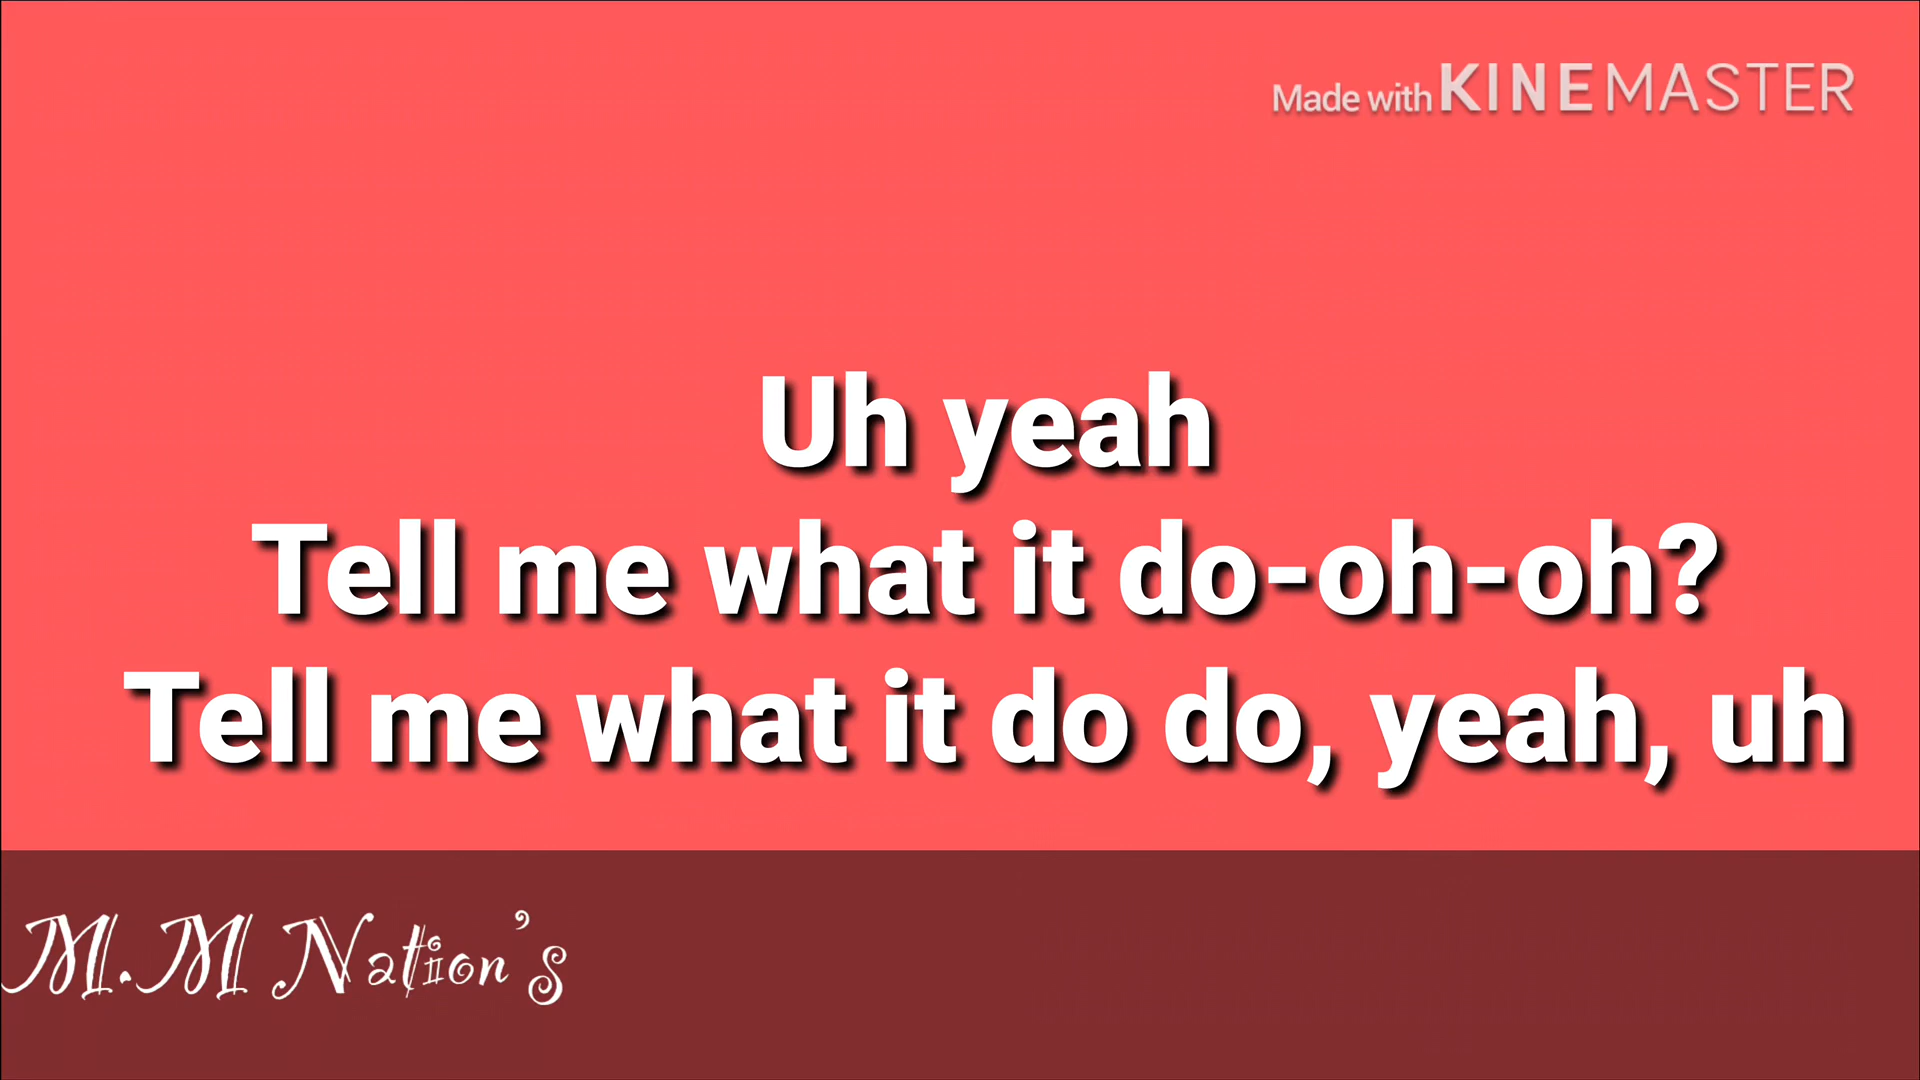 Made with KINEMASTER
Uh yeah
Tell me what it do-oh-oh?
Tell me what it do do, yeah, uh
M.M Nation's